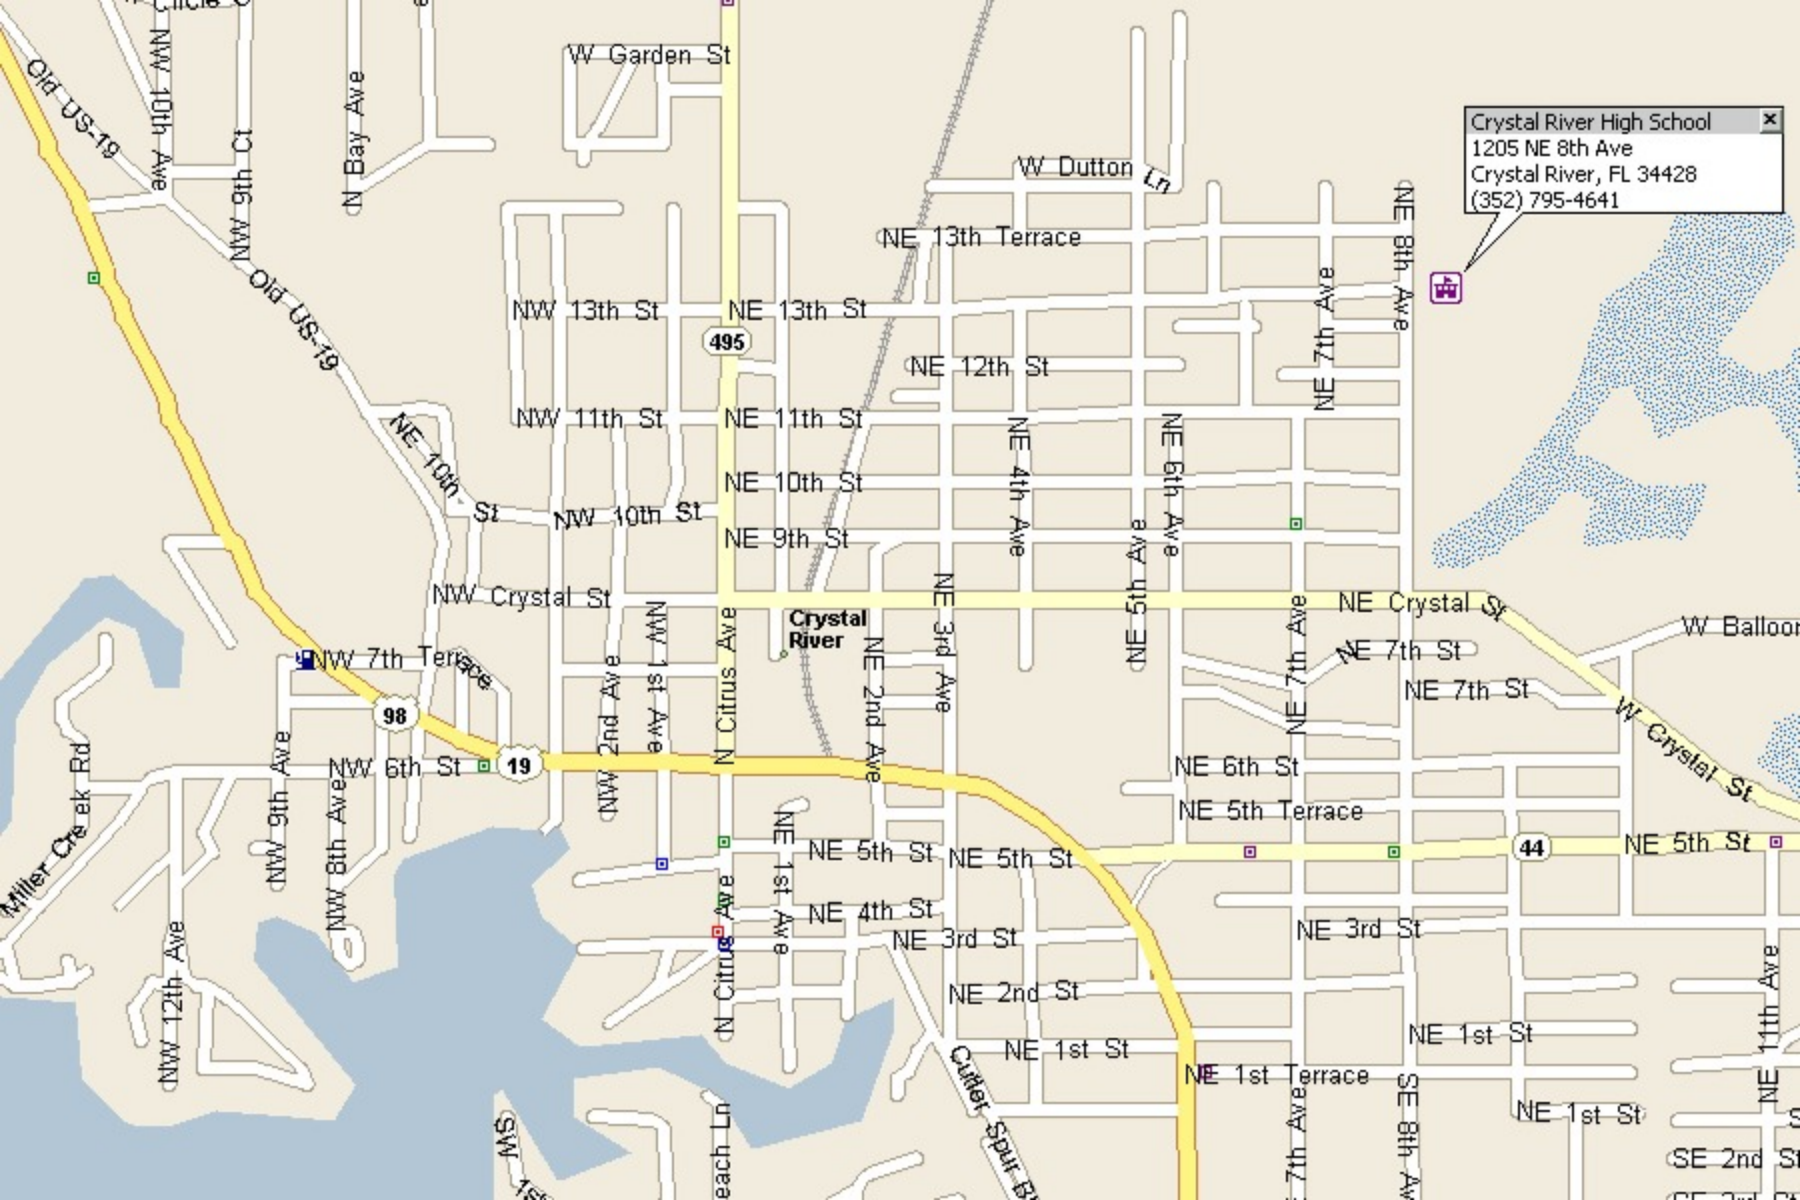 Circle
W Garden St
NW 10th Ave
Old US-19
N Bay Ave
NW 9th Ct
Crystal River High School
1205 NE 8th Ave
Crystal River, FL 34428
(352) 795-4641
W Dutton Ln
NE 13th Terrace
NE 8th Ave
Old US-19
NW 13th St
NE 13th St
NE 7th Ave
495
NE 12th St
NW 11th St
NE 11th St
NE 10th St
NE 4th Ave
NE 6th Ave
NE 10th St
NW 10th St
NE 9th St
NE 5th Ave
NW Crystal St
NE Crystal St
Crystal
River
NE 3rd Ave
NW 1st Ave
N Citrus Ave
NE 7th Ave
W Balloon
NE 7th St
NW 7th Terrace
NW 2nd Ave
NE 2nd Ave
NE 7th St
98
W Crystal St
NW 6th St
19
NE 6th St
NW 9th Ave
NW 8th Ave
Miller Creek Rd
NE 5th Terrace
NE 1st Ave
NE 5th St
NE 5th St
44
NE 5th St
N Citrus Ave
NE 4th St
NE 3rd St
NE 3rd St
NW 12th Ave
NE 2nd St
NE 11th Ave
NE 1st St
NE 1st St
NE 1st Terrace
Cutler Spur B
SE 8th Av
NE 1st St
7th Ave
SW 1st
each Ln
S
SE 2nd St